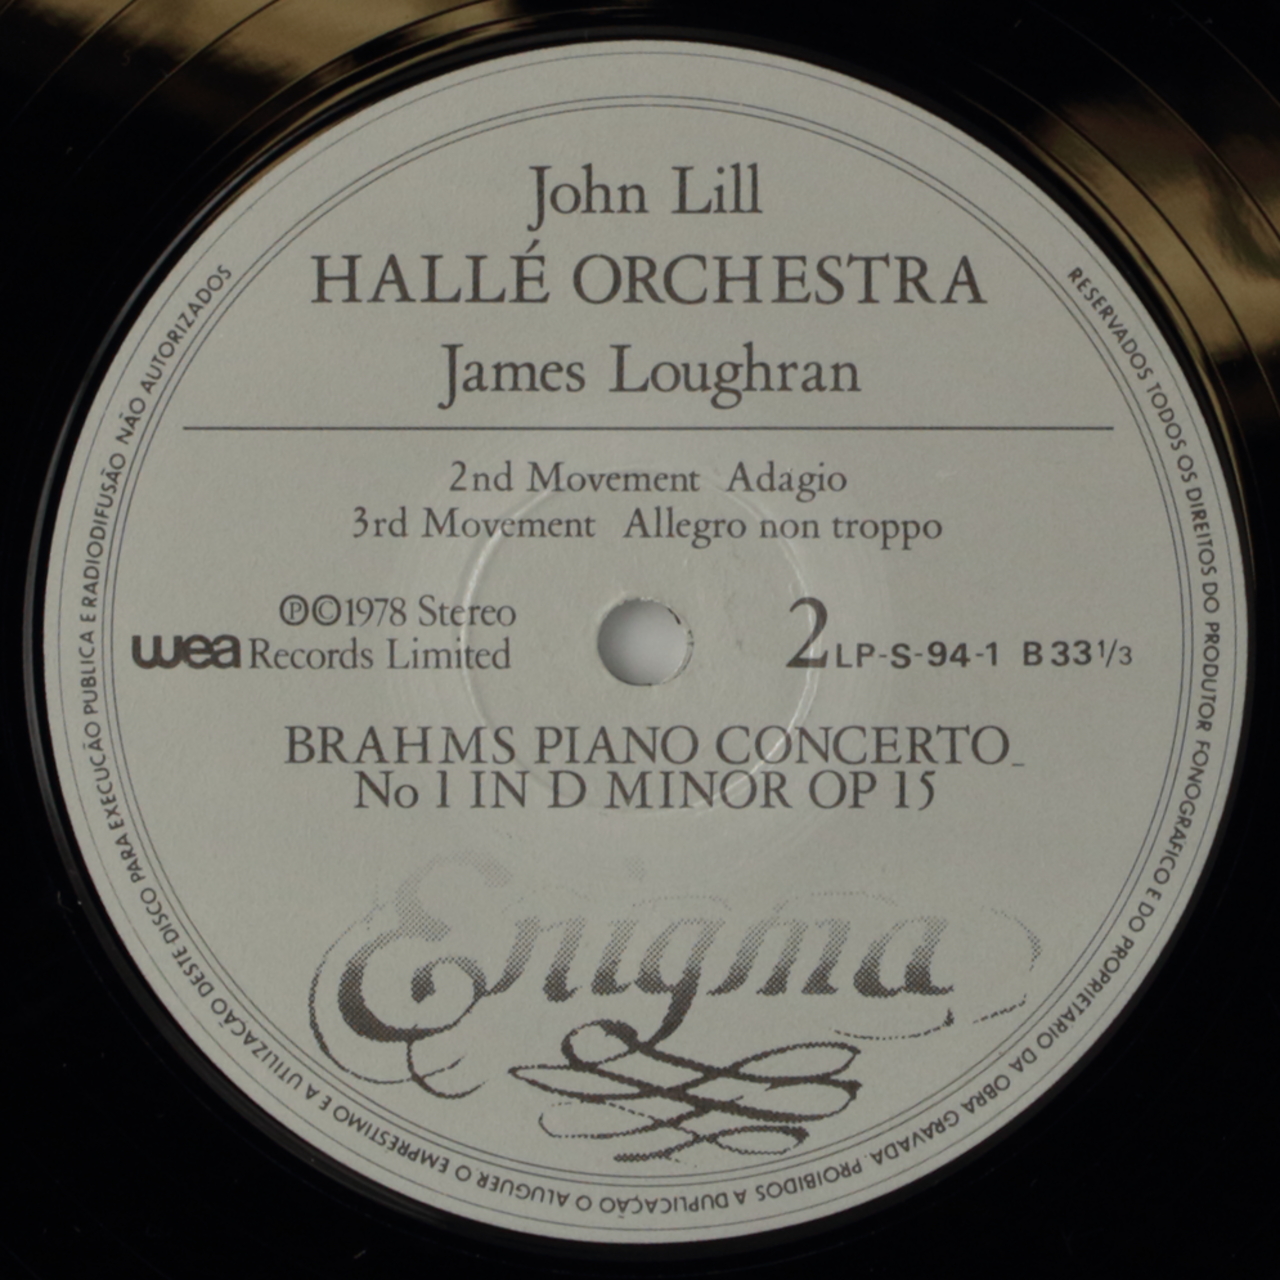 John Lill
HALLÉ ORCHESTRA
James Loughran
2nd Movement Adagio
3rd Movement Allegro non troppo
℗©1978 Stereo
wea Records Limited
2 LP-S-94-1 B 33 1/3
BRAHMS PIANO CONCERTO
No 1 IN D MINOR OP 15
Enigma
RESERVADOS TODOS OS DIREITOS DO PRODUTOR FONOGRAFICO E DO PROPRIETARIO DA OBRA GRAVADA. PROIBIDOS A DUPLICAÇÃO O ALUGUER O EMPRÉSTIMO E A UTILIZAÇÃO DESTE DISCO PARA EXECUCÃO PUBLICA E RADIODIFUSÃO NÃO AUTORIZADOS